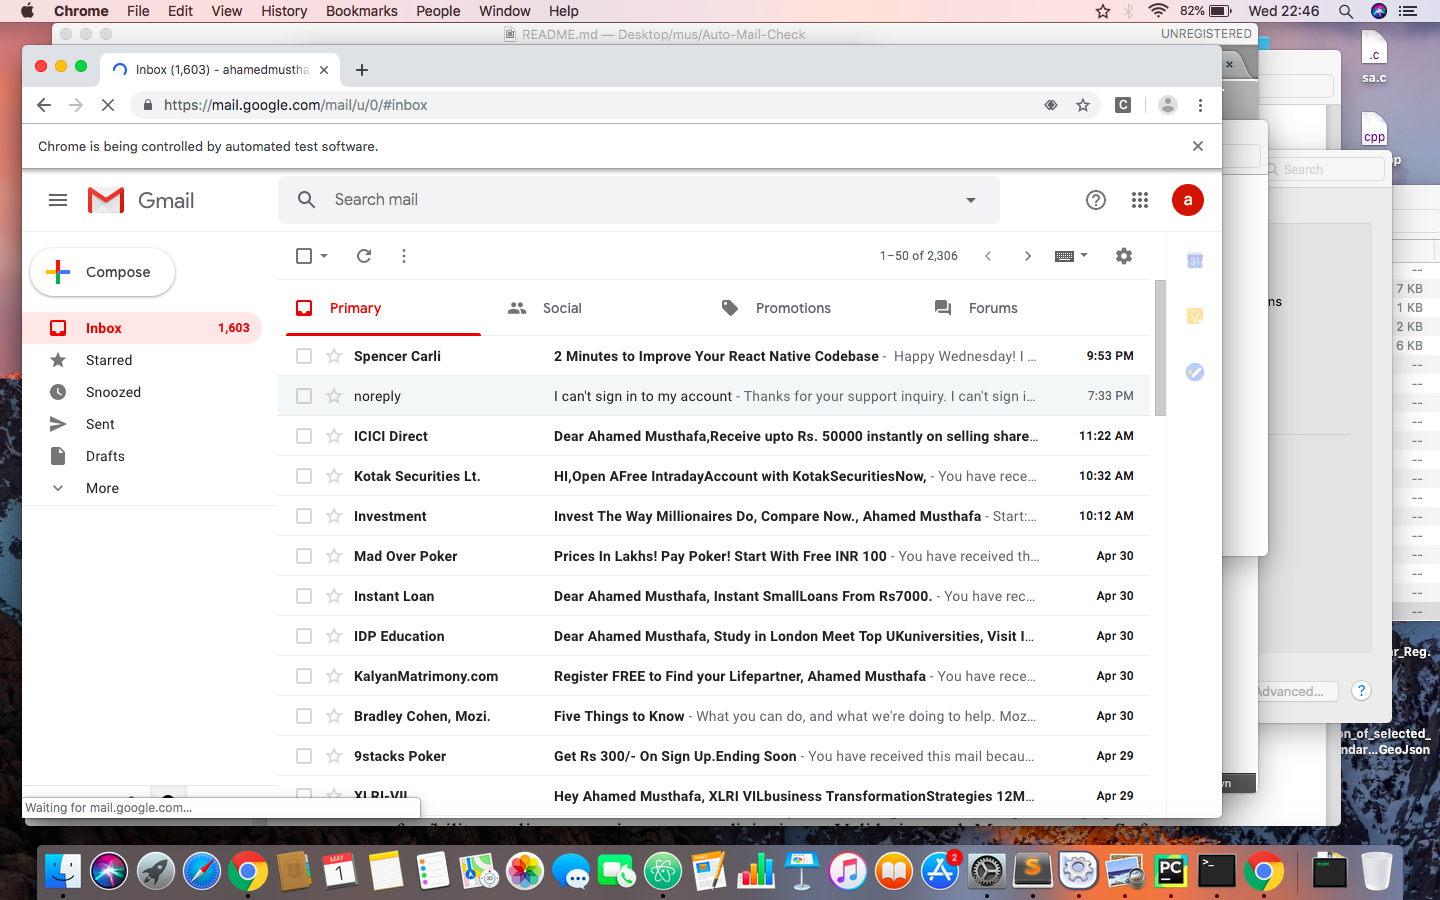 Chrome File Edit View History Bookmarks People Window Help 82% Wed 22:46
README.md — Desktop/mus/Auto-Mail-Check UNREGISTERED
Inbox (1,603) - ahamedmustha
https://mail.google.com/mail/u/0/#inbox C
Chrome is being controlled by automated test software.
Gmail Search mail a
Compose 1–50 of 2,306
Primary Social Promotions Forums
Inbox 1,603
Starred
Snoozed
Sent
Drafts
More
Spencer Carli 2 Minutes to Improve Your React Native Codebase - Happy Wednesday! I … 9:53 PM
noreply I can't sign in to my account - Thanks for your support inquiry. I can't sign i… 7:33 PM
ICICI Direct Dear Ahamed Musthafa,Receive upto Rs. 50000 instantly on selling share… 11:22 AM
Kotak Securities Lt. HI,Open AFree IntradayAccount with KotakSecuritiesNow, - You have rece… 10:32 AM
Investment Invest The Way Millionaires Do, Compare Now., Ahamed Musthafa - Start:… 10:12 AM
Mad Over Poker Prices In Lakhs! Pay Poker! Start With Free INR 100 - You have received th… Apr 30
Instant Loan Dear Ahamed Musthafa, Instant SmallLoans From Rs7000. - You have rec… Apr 30
IDP Education Dear Ahamed Musthafa, Study in London Meet Top UKuniversities, Visit I… Apr 30
KalyanMatrimony.com Register FREE to Find your Lifepartner, Ahamed Musthafa - You have rece… Apr 30
Bradley Cohen, Mozi. Five Things to Know - What you can do, and what we're doing to help. Moz… Apr 30
9stacks Poker Get Rs 300/- On Sign Up.Ending Soon - You have received this mail becau… Apr 29
XLRI-VIL Hey Ahamed Musthafa, XLRI VILbusiness TransformationStrategies 12M… Apr 29
Waiting for mail.google.com...
31
.c
sa.c
cpp
p
Search
ns
--
7 KB
1 KB
2 KB
6 KB
--
--
--
--
--
--
--
--
--
--
--
--
--
--
ar_Reg.
Advanced... ?
on_of_selected_
ndar...GeoJson
wn
MAY
1
2
S
PC
>_
exec